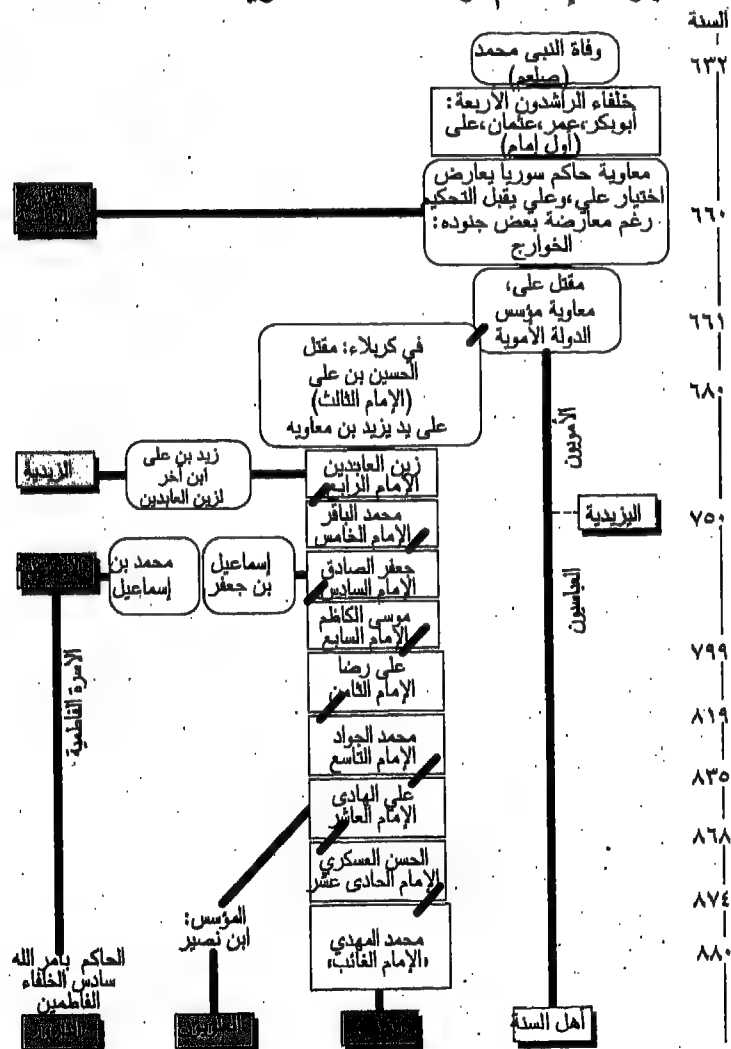 السنة
٦٣٢
وفاة النبى محمد
(صلعم)
خلفاء الراشدون الأربعة:
أبوبكر،عمر،عثمان،على
(أول إمام)
معاوية حاكم سوريا يعارض
اختيار علي،وعلي يقبل التحكيم
رغم معارضة بعض جنوده:
الخوارج
٦٦٠
مقتل على،
معاوية مؤسس
الدولة الأموية
٦٦١
في كربلاء: مقتل
الحسين بن على
(الإمام الثالث)
على يد يزيد بن معاويه
٦٨٠
الأمويون
زين العابدين
الإمام الرابع
زيد بن على
ابن آخر
لزين العابدين
الزيدية
محمد الباقر
الإمام الخامس
اليزيدية
٧٥٠
جعفر الصادق
الإمام السادس
إسماعيل
بن جعفر
محمد بن
إسماعيل
العباسيون
موسى الكاظم
الإمام السابع
٧٩٩
الاسرة الفاطمية
على رضا
الإمام الثامن
٨١٩
محمد الجواد
الإمام التاسع
٨٣٥
علي الهادى
الإمام العاشر
٨٦٨
الحسن العسكري
الإمام الحادى عشر
٨٧٤
محمد المهدي
«الإمام الغائب»
٨٨٠
المؤسس:
ابن نصير
الحاكم بامر الله
سادس الخلفاء
الفاطمين
أهل السنة